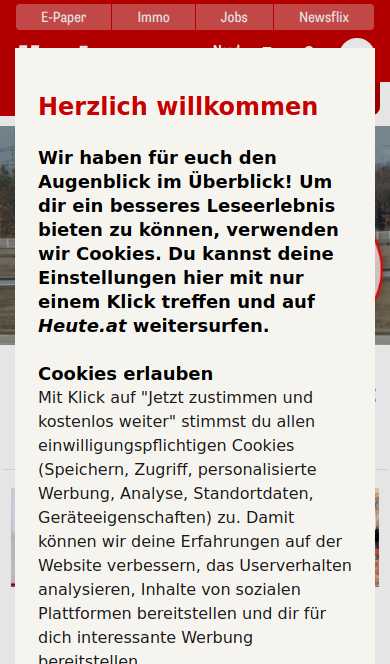 E-Paper Immo Jobs Newsflix
Herzlich willkommen
Wir haben für euch den
Augenblick im Überblick! Um
dir ein besseres Leseerlebnis
bieten zu können, verwenden
wir Cookies. Du kannst deine
Einstellungen hier mit nur
einem Klick treffen und auf
Heute.at weitersurfen.
Cookies erlauben
Mit Klick auf "Jetzt zustimmen und
kostenlos weiter" stimmst du allen
einwilligungspflichtigen Cookies
(Speichern, Zugriff, personalisierte
Werbung, Analyse, Standortdaten,
Geräteeigenschaften) zu. Damit
können wir deine Erfahrungen auf der
Website verbessern, das Userverhalten
analysieren, Inhalte von sozialen
Plattformen bereitstellen und dir für
dich interessante Werbung
bereitstellen